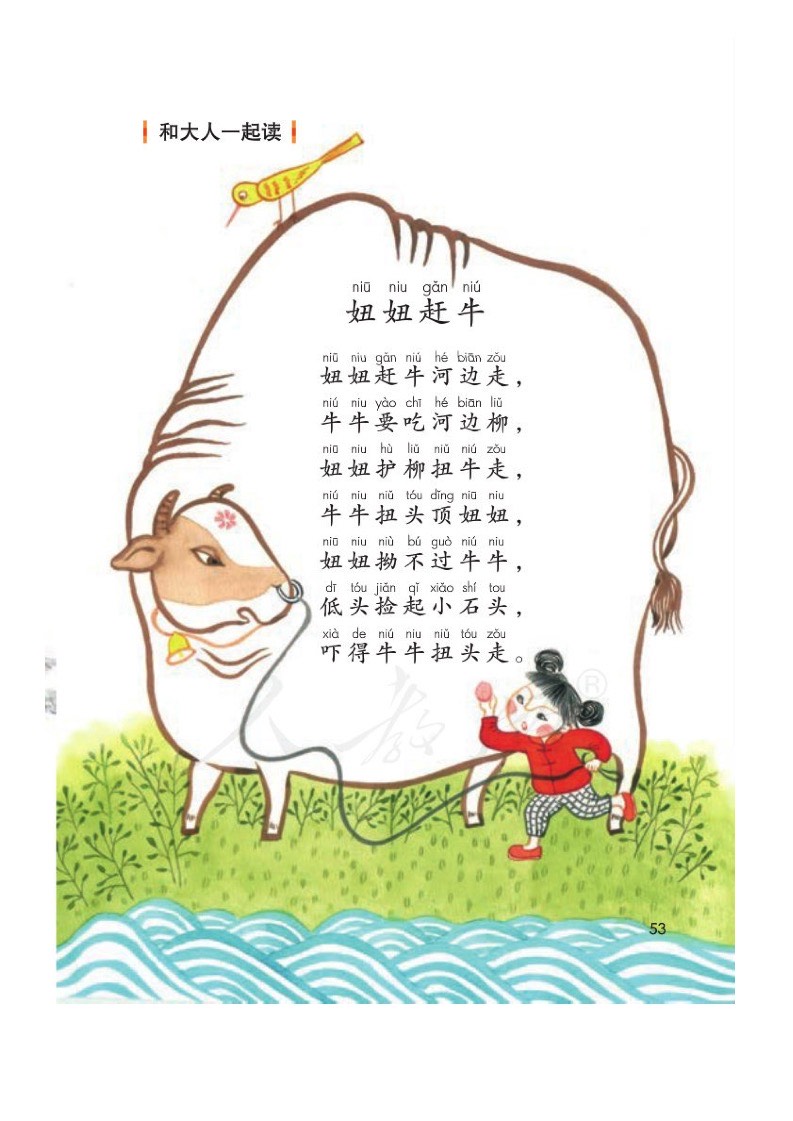 和大人一起读
niū niu gǎn niú
妞妞赶牛
niū niu gǎn niú hé biān zǒu
妞妞赶牛河边走，
niú niu yào chī hé biān liǔ
牛牛要吃河边柳，
niū niu hù liǔ niǔ niú zǒu
妞妞护柳扭牛走，
niú niu niǔ tóu dǐng niū niu
牛牛扭头顶妞妞，
niū niu niù bú guò niú niu
妞妞拗不过牛牛，
dī tóu jiǎn qǐ xiǎo shí tou
低头捡起小石头，
xià de niú niu niǔ tóu zǒu
吓得牛牛扭头走。
人教®
53